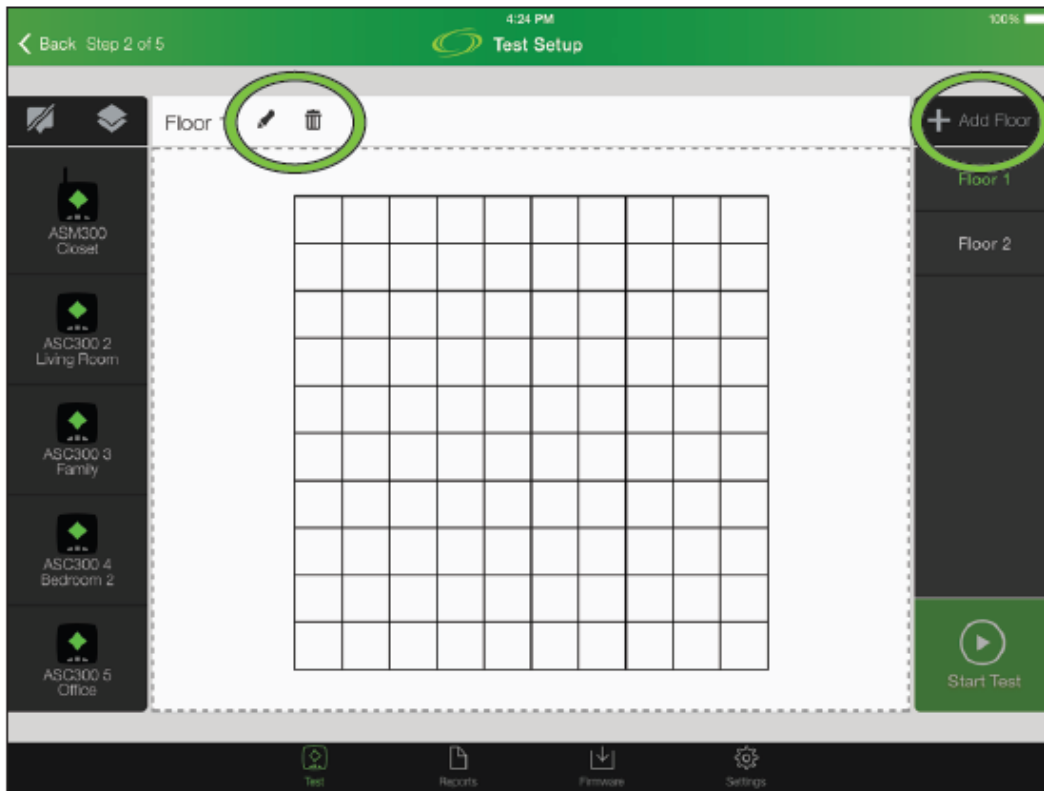 4:24 PM
100%
Back Step 2 of 5
Test Setup
Floor 1
Add Floor
Floor 1
Floor 2
ASM300
Closet
ASC300 2
Living Room
ASC300 3
Family
ASC300 4
Bedroom 2
ASC300 5
Office
Start Test
Test
Reports
Firmware
Settings